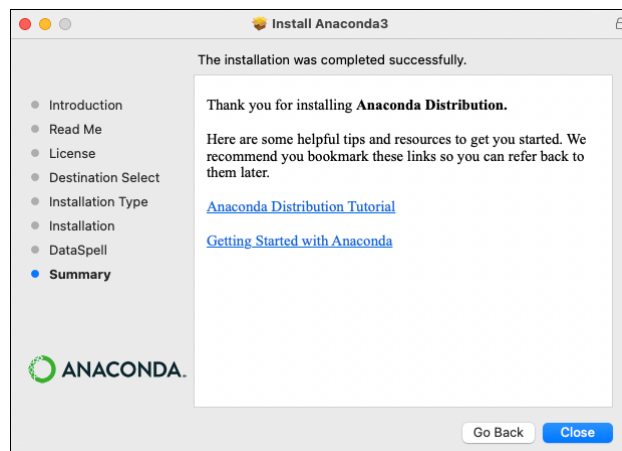 Install Anaconda3
The installation was completed successfully.
Introduction
Read Me
License
Destination Select
Installation Type
Installation
DataSpell
Summary
Thank you for installing Anaconda Distribution.
Here are some helpful tips and resources to get you started. We
recommend you bookmark these links so you can refer back to
them later.
Anaconda Distribution Tutorial
Getting Started with Anaconda
ANACONDA.
Go Back
Close